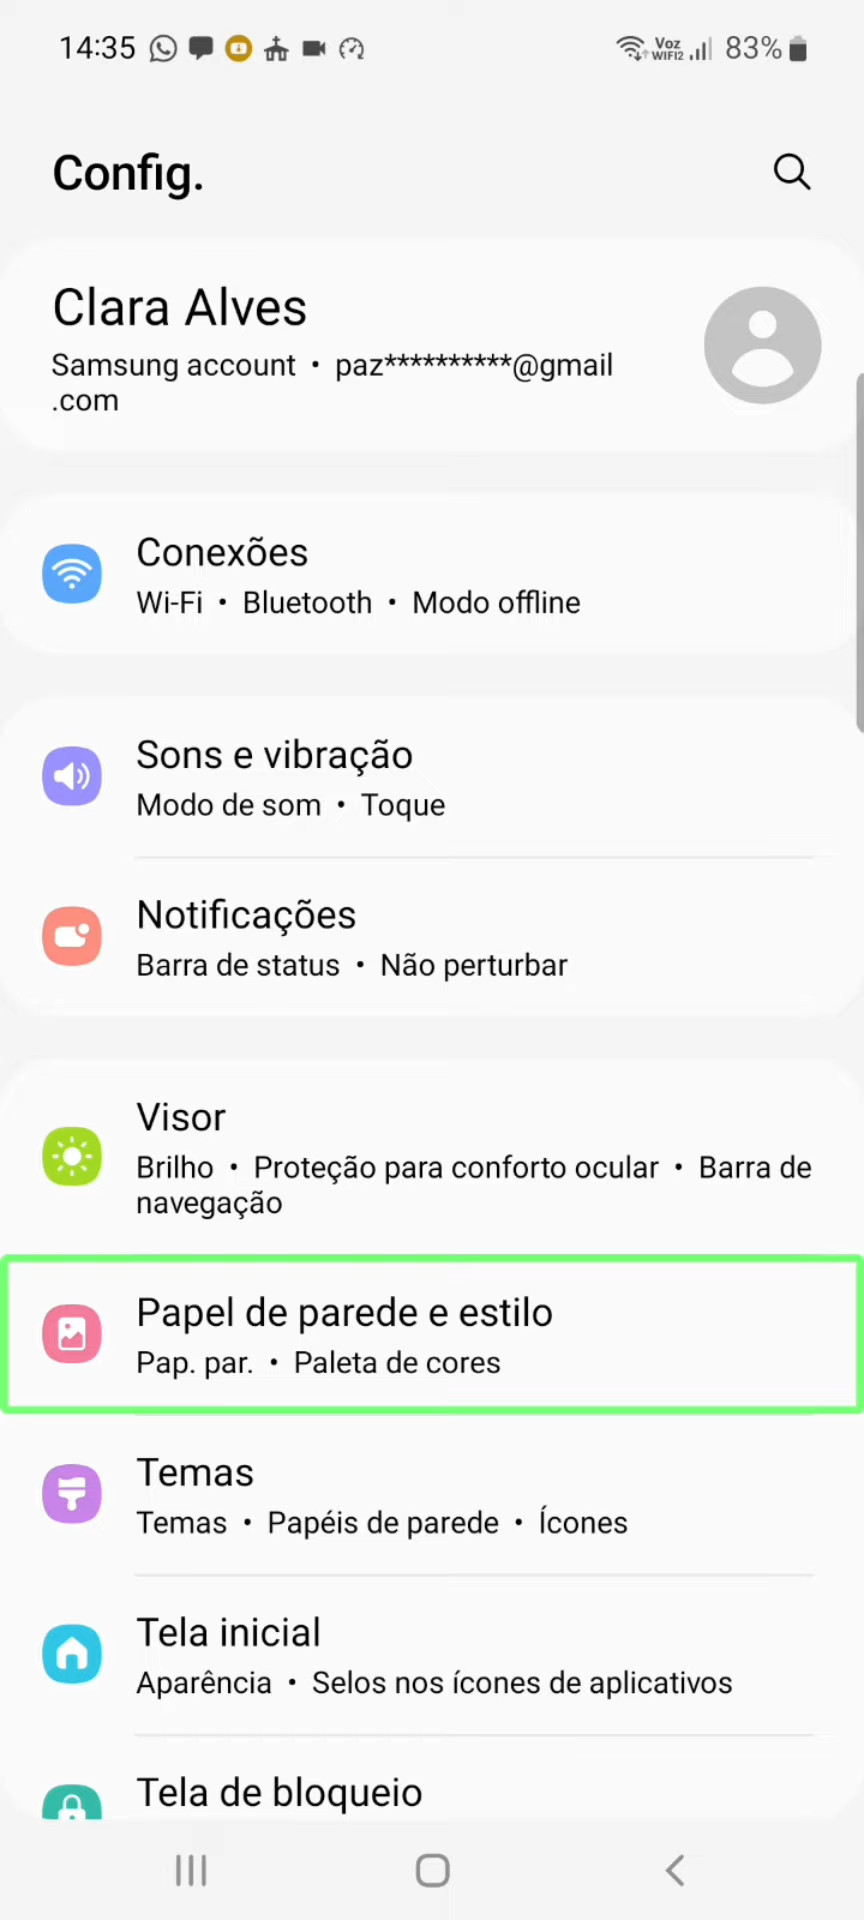 14:35 Voz WIFI2 83%
Config.
Clara Alves
Samsung account • paz**********@gmail
.com
Conexões
Wi-Fi • Bluetooth • Modo offline
Sons e vibração
Modo de som • Toque
Notificações
Barra de status • Não perturbar
Visor
Brilho • Proteção para conforto ocular • Barra de
navegação
Papel de parede e estilo
Pap. par. • Paleta de cores
Temas
Temas • Papéis de parede • Ícones
Tela inicial
Aparência • Selos nos ícones de aplicativos
Tela de bloqueio